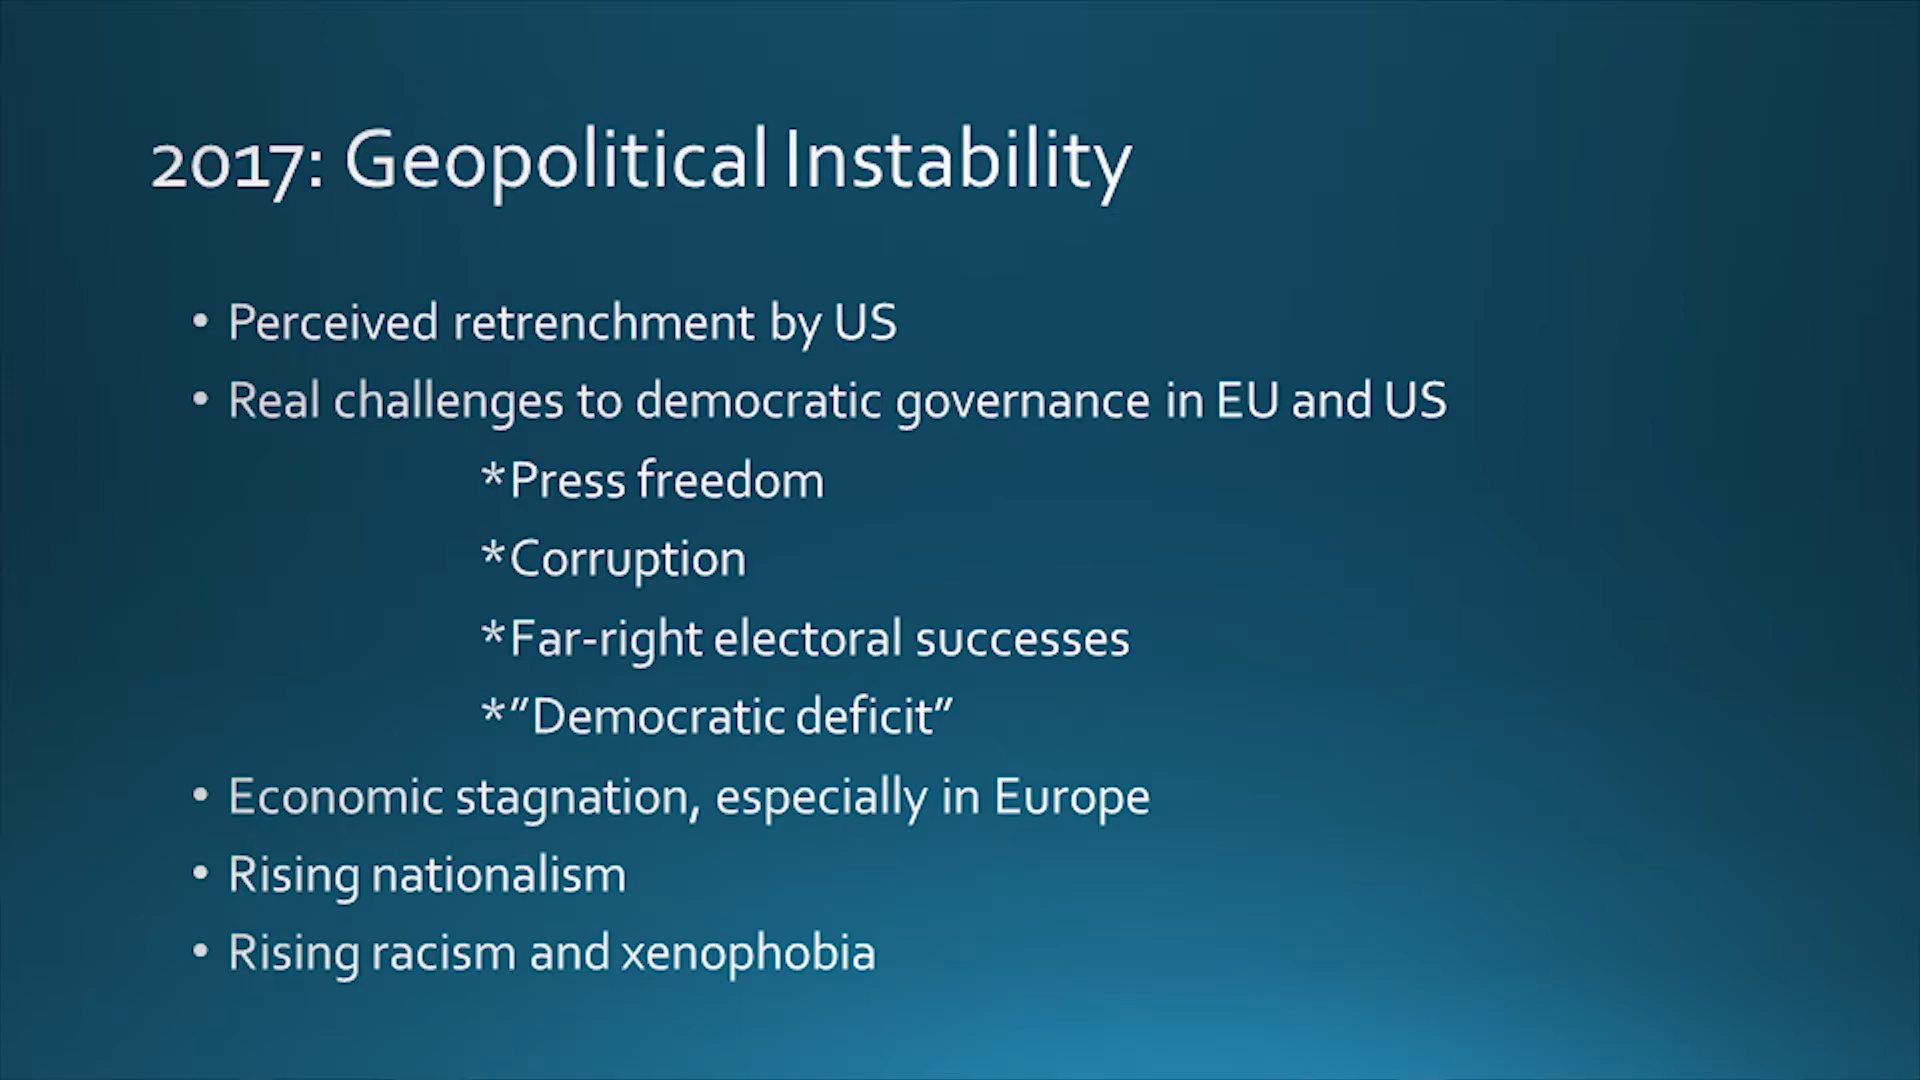 2017: Geopolitical Instability
• Perceived retrenchment by US
• Real challenges to democratic governance in EU and US
*Press freedom
*Corruption
*Far-right electoral successes
*”Democratic deficit”
• Economic stagnation, especially in Europe
• Rising nationalism
• Rising racism and xenophobia